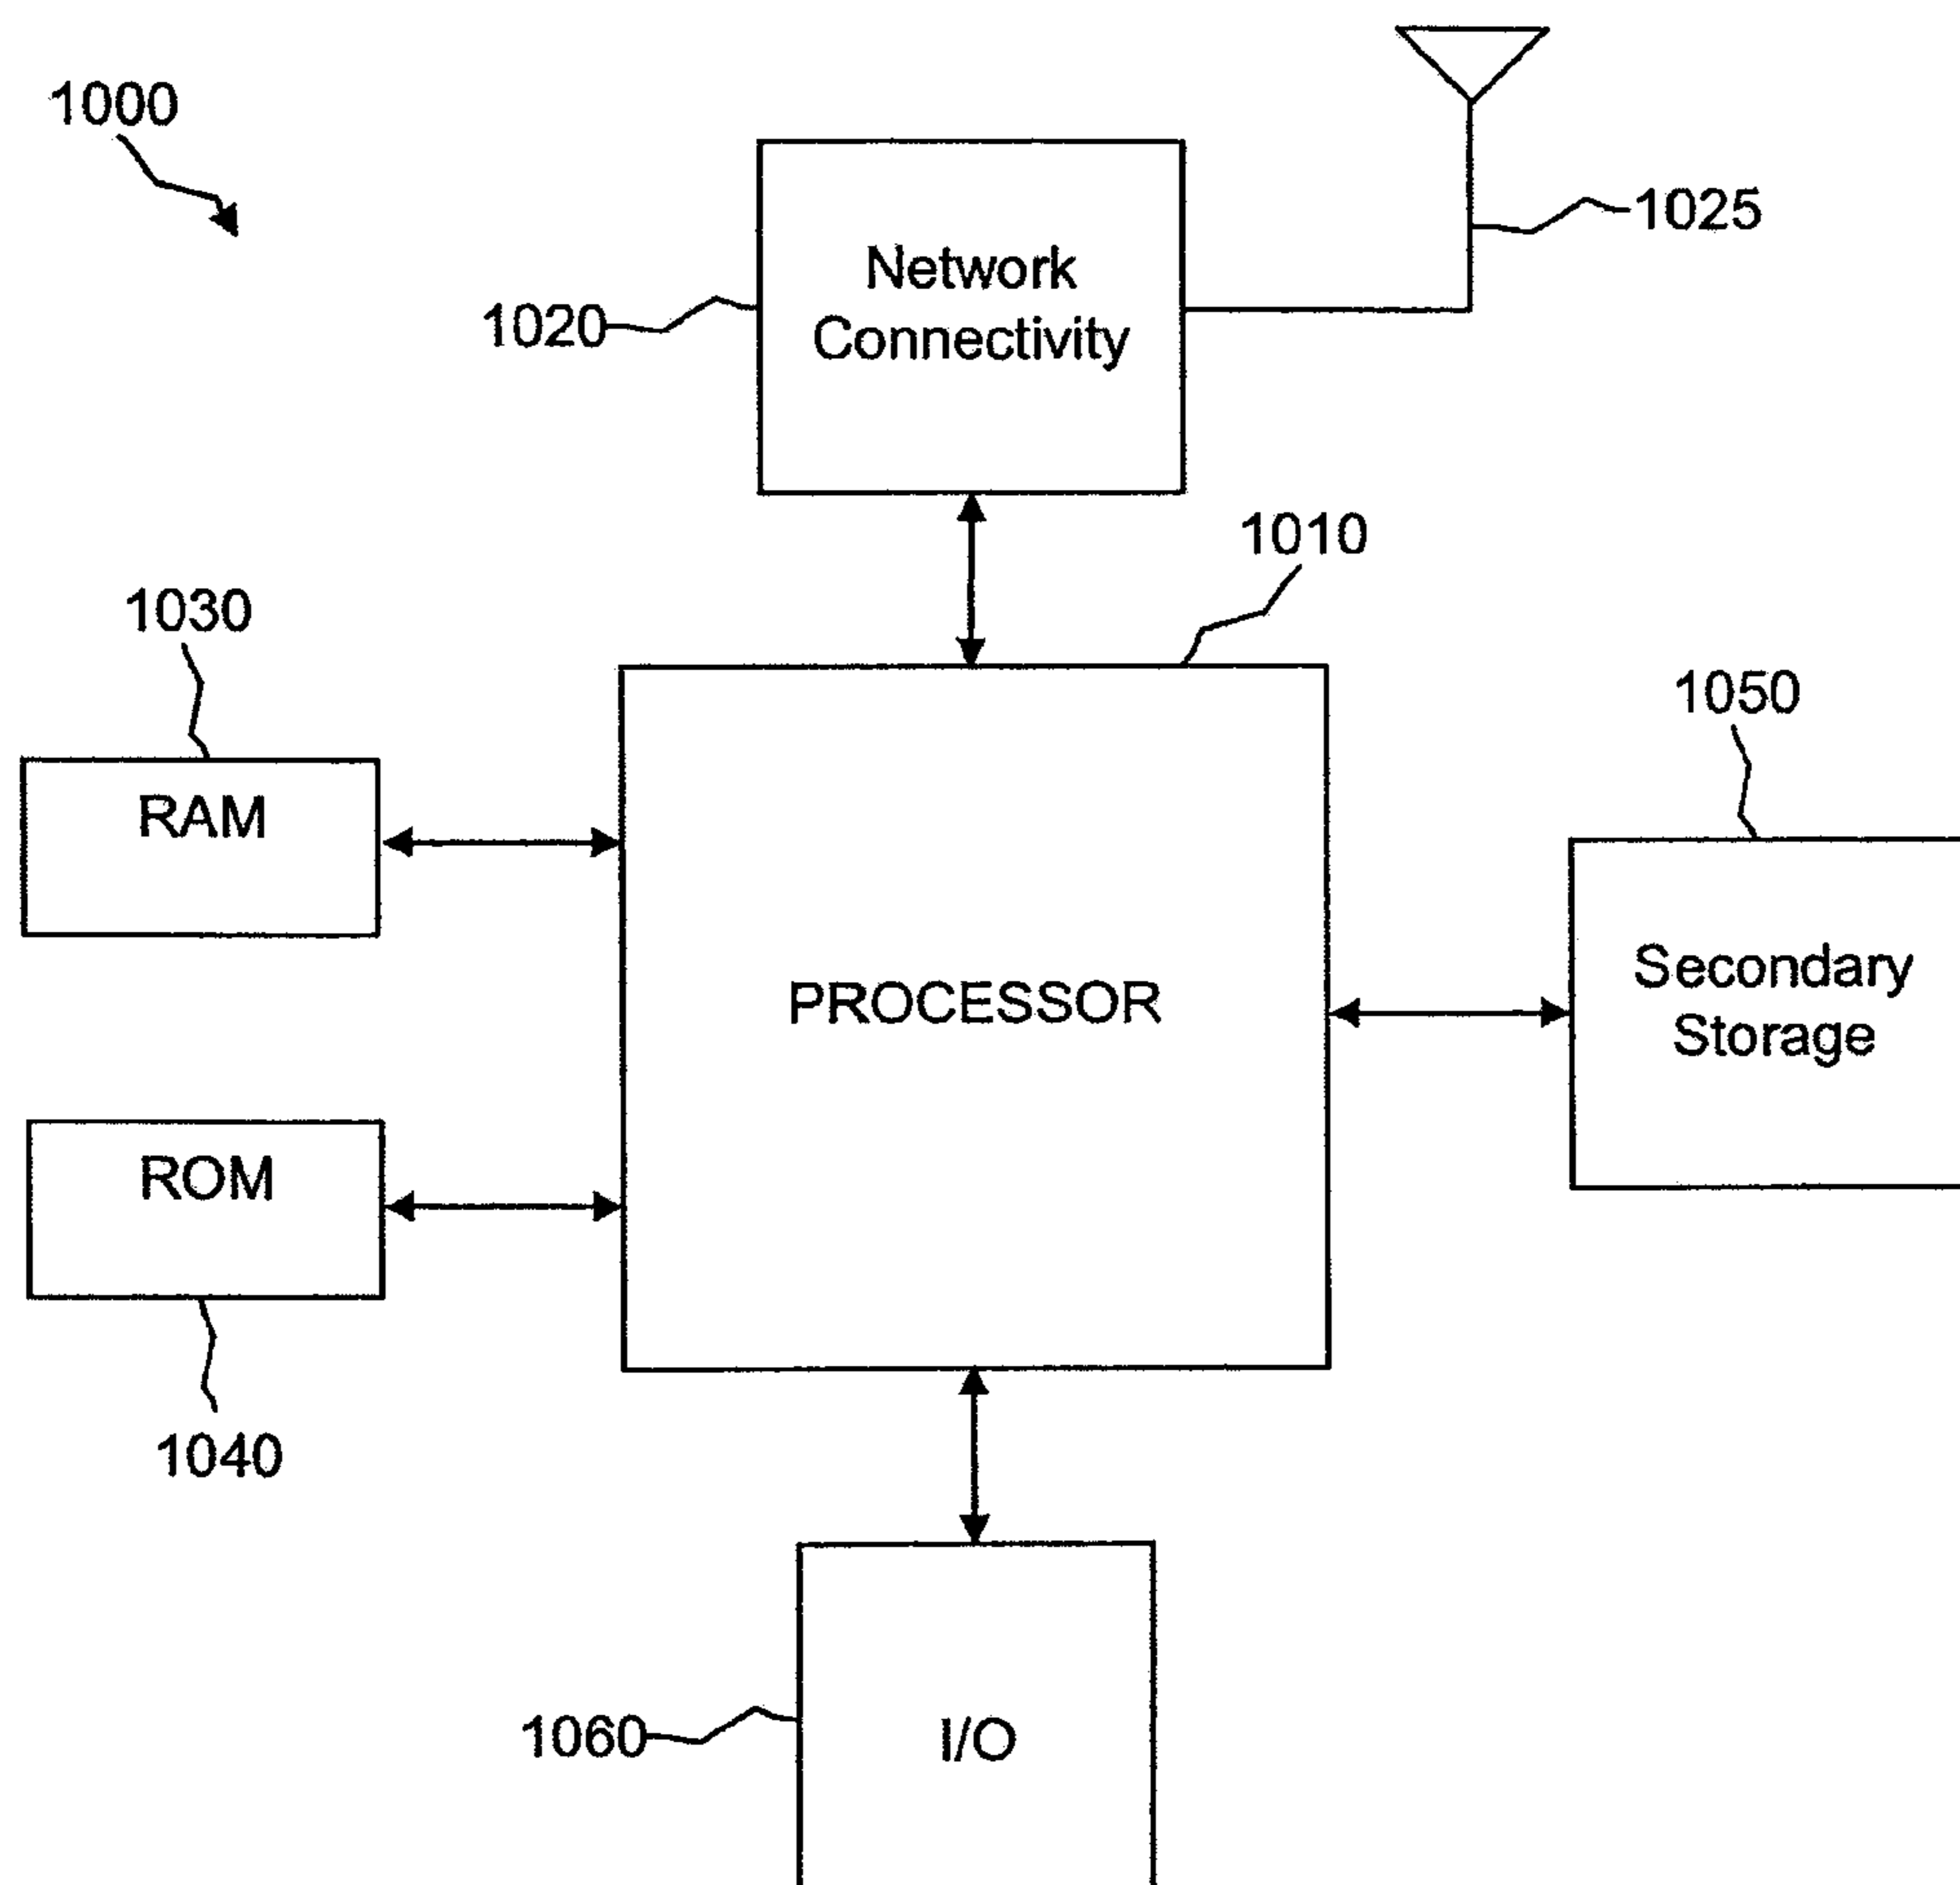 1000
1025
Network
Connectivity
1020
1010
1030
1050
RAM
Secondary
Storage
PROCESSOR
ROM
1040
1060
I/O